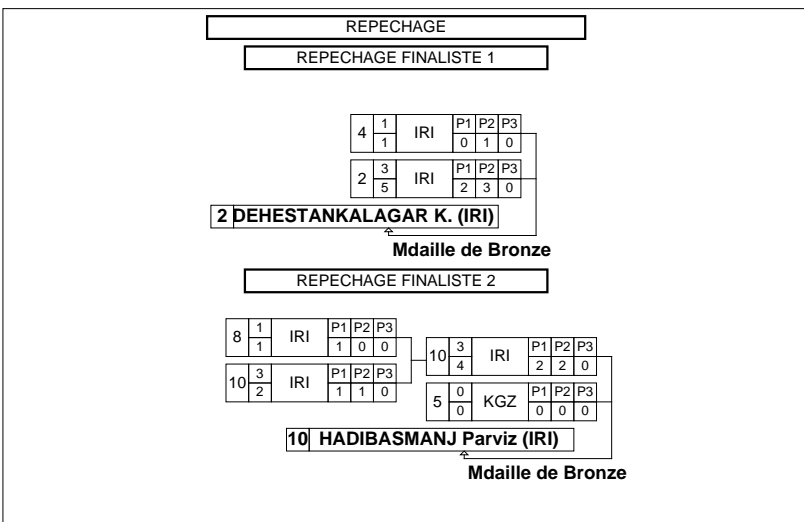 REPECHAGE
REPECHAGE FINALISTE 1
4 1 IRI P1 P2 P3
1 0 1 0
2 3 IRI P1 P2 P3
5 2 3 0
2 DEHESTANKALAGAR K. (IRI)
Mdaille de Bronze
REPECHAGE FINALISTE 2
8 1 IRI P1 P2 P3
1 1 0 0
10 3 IRI P1 P2 P3
2 1 1 0
10 3 IRI P1 P2 P3
4 2 2 0
5 0 KGZ P1 P2 P3
0 0 0 0
10 HADIBASMANJ Parviz (IRI)
Mdaille de Bronze